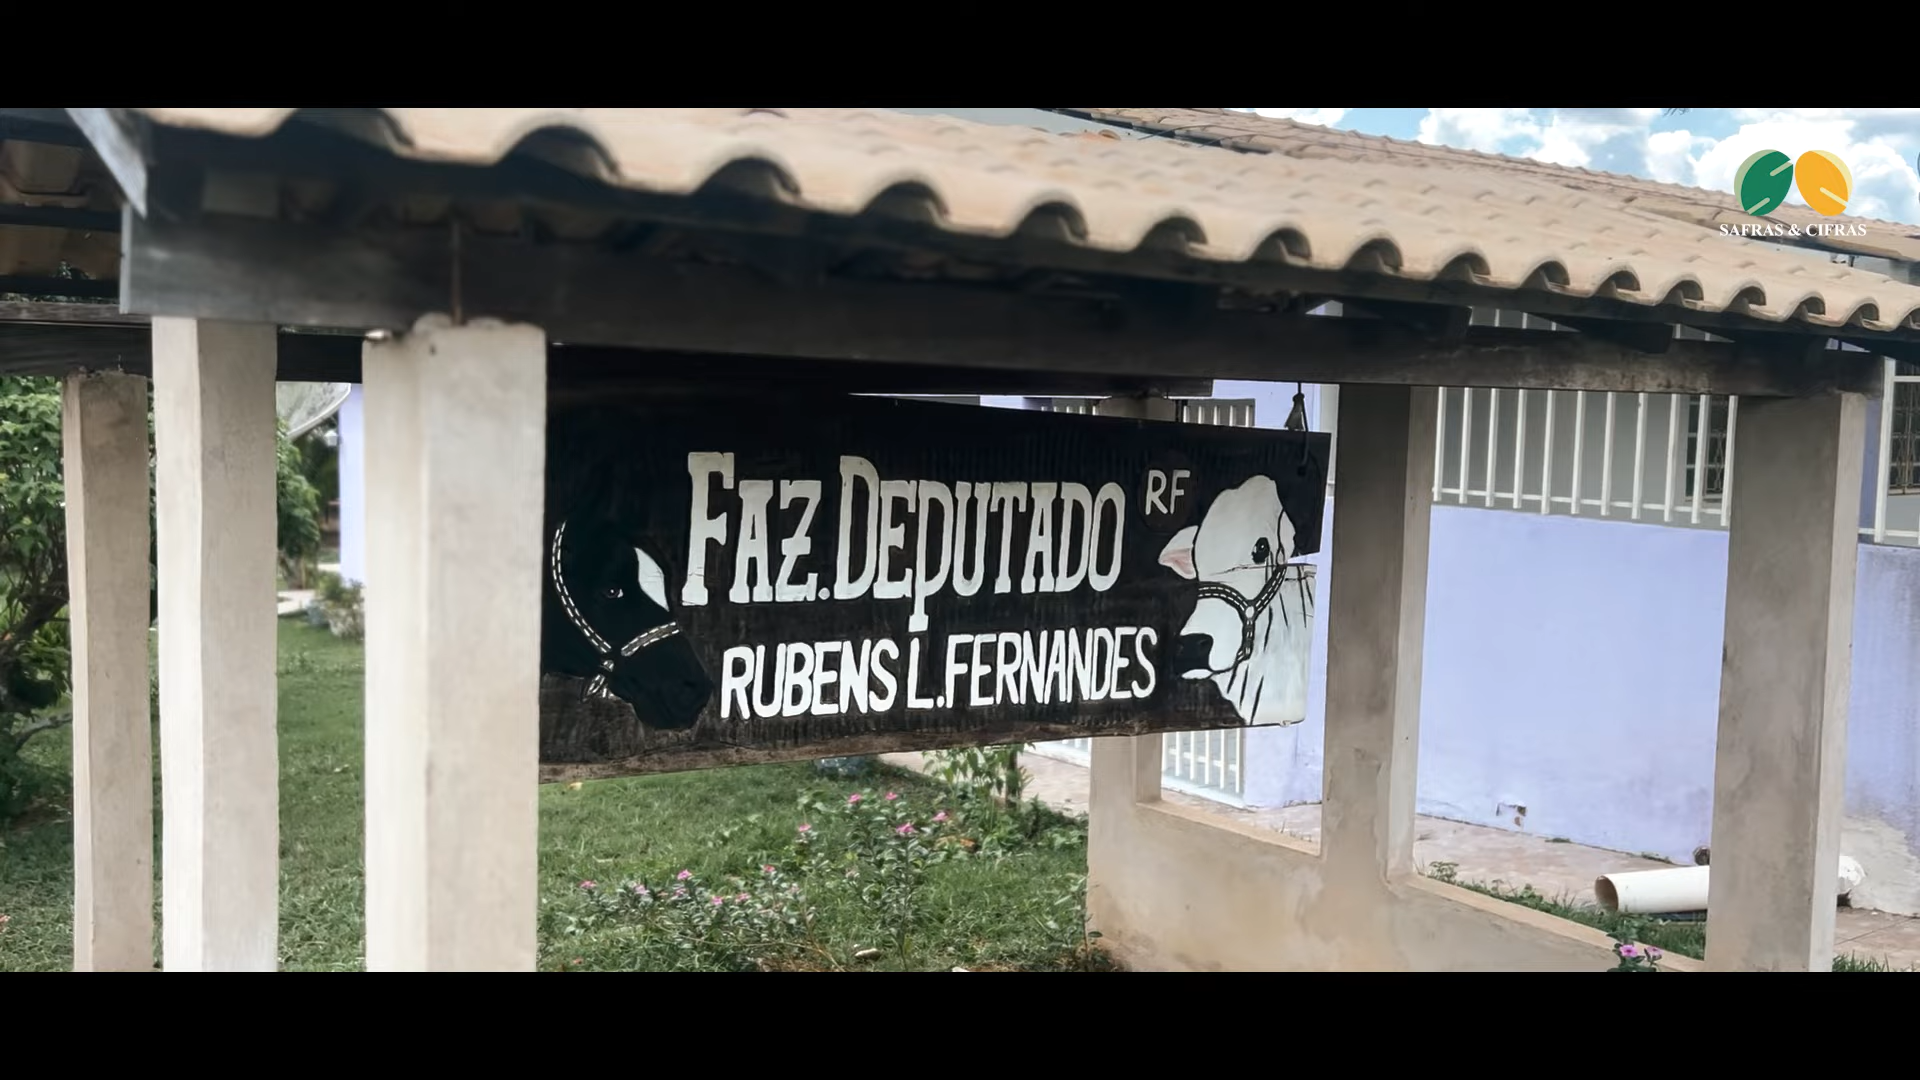 SAFRAS & CIFRAS
FAZ. DEPUTADO
RF
RUBENS L. FERNANDES